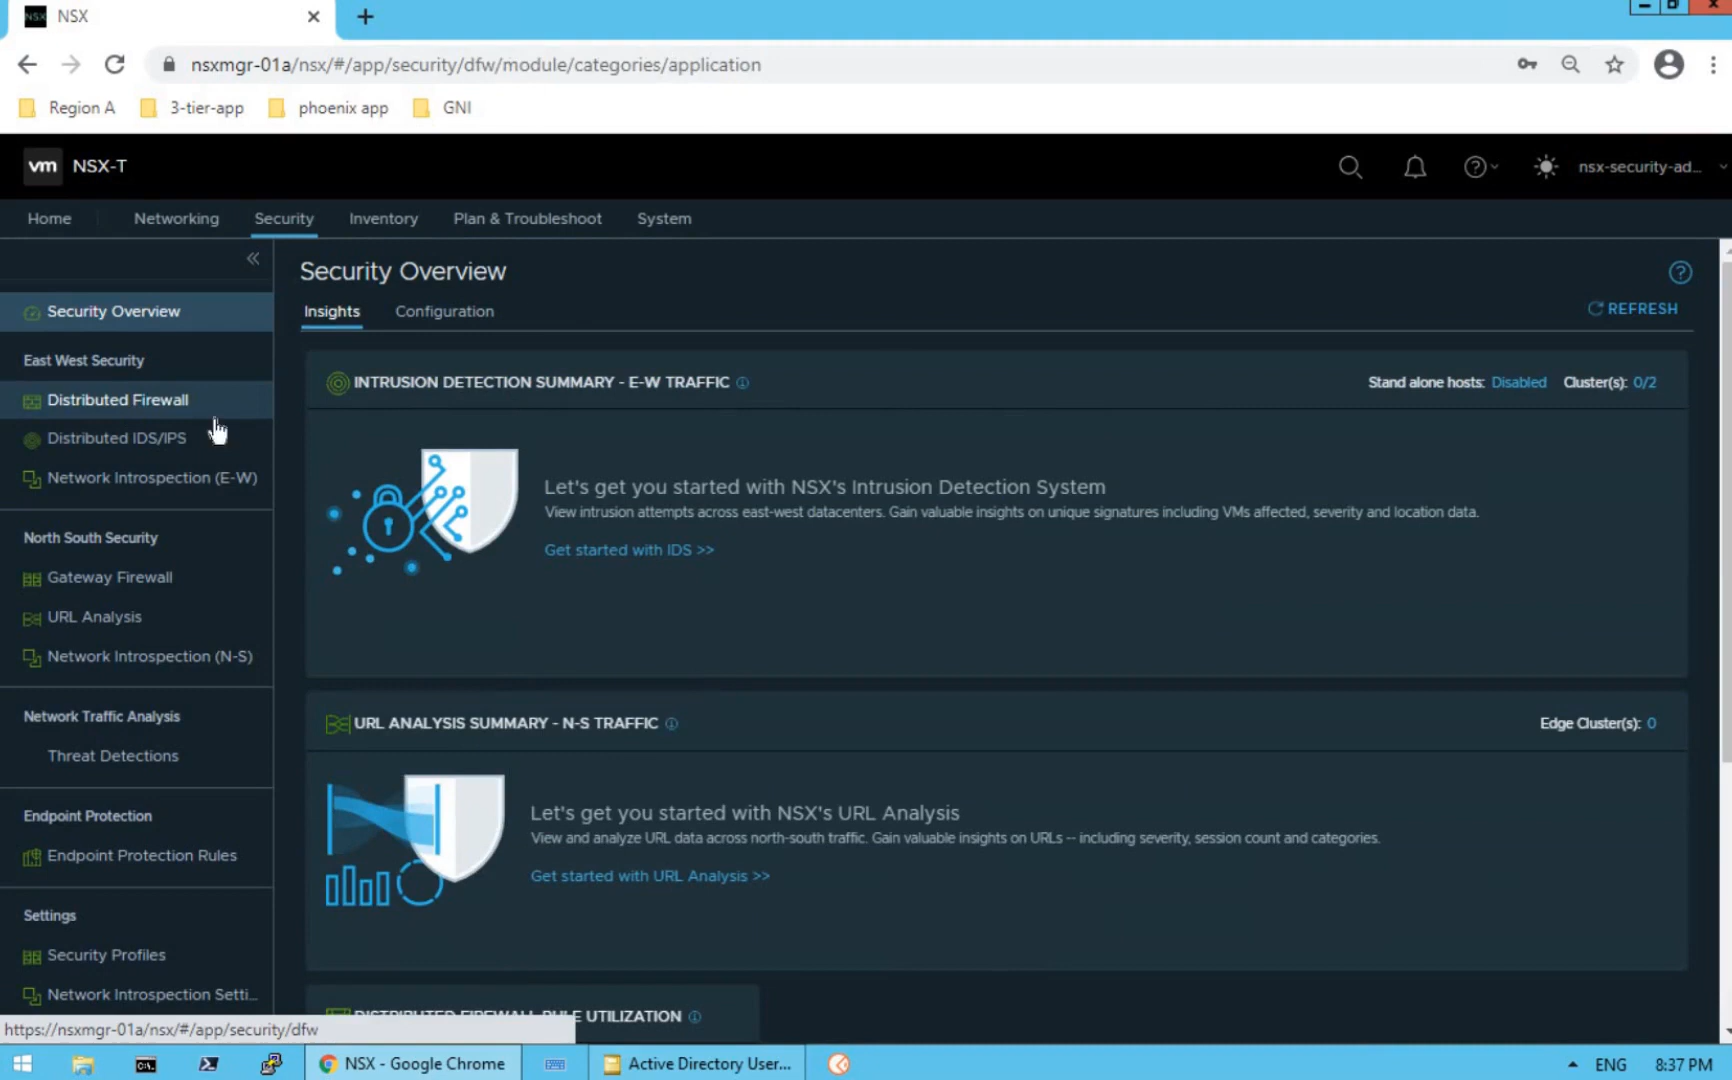 NSX
nsxmgr-01a/nsx/#/app/security/dfw/module/categories/application
Region A
3-tier-app
phoenix app
GNI
vm NSX-T
nsx-security-ad...
Home
Networking
Security
Inventory
Plan & Troubleshoot
System
Security Overview
East West Security
Distributed Firewall
Distributed IDS/IPS
Network Introspection (E-W)
North South Security
Gateway Firewall
URL Analysis
Network Introspection (N-S)
Network Traffic Analysis
Threat Detections
Endpoint Protection
Endpoint Protection Rules
Settings
Security Profiles
Network Introspection Setti...
Security Overview
Insights
Configuration
REFRESH
INTRUSION DETECTION SUMMARY - E-W TRAFFIC
Stand alone hosts: Disabled Cluster(s): 0/2
Let's get you started with NSX's Intrusion Detection System
View intrusion attempts across east-west datacenters. Gain valuable insights on unique signatures including VMs affected, severity and location data.
Get started with IDS >>
URL ANALYSIS SUMMARY - N-S TRAFFIC
Edge Cluster(s): 0
Let's get you started with NSX's URL Analysis
View and analyze URL data across north-south traffic. Gain valuable insights on URLs -- including severity, session count and categories.
Get started with URL Analysis >>
DISTRIBUTED FIREWALL RULE UTILIZATION
https://nsxmgr-01a/nsx/#/app/security/dfw
NSX - Google Chrome
Active Directory User...
ENG
8:37 PM